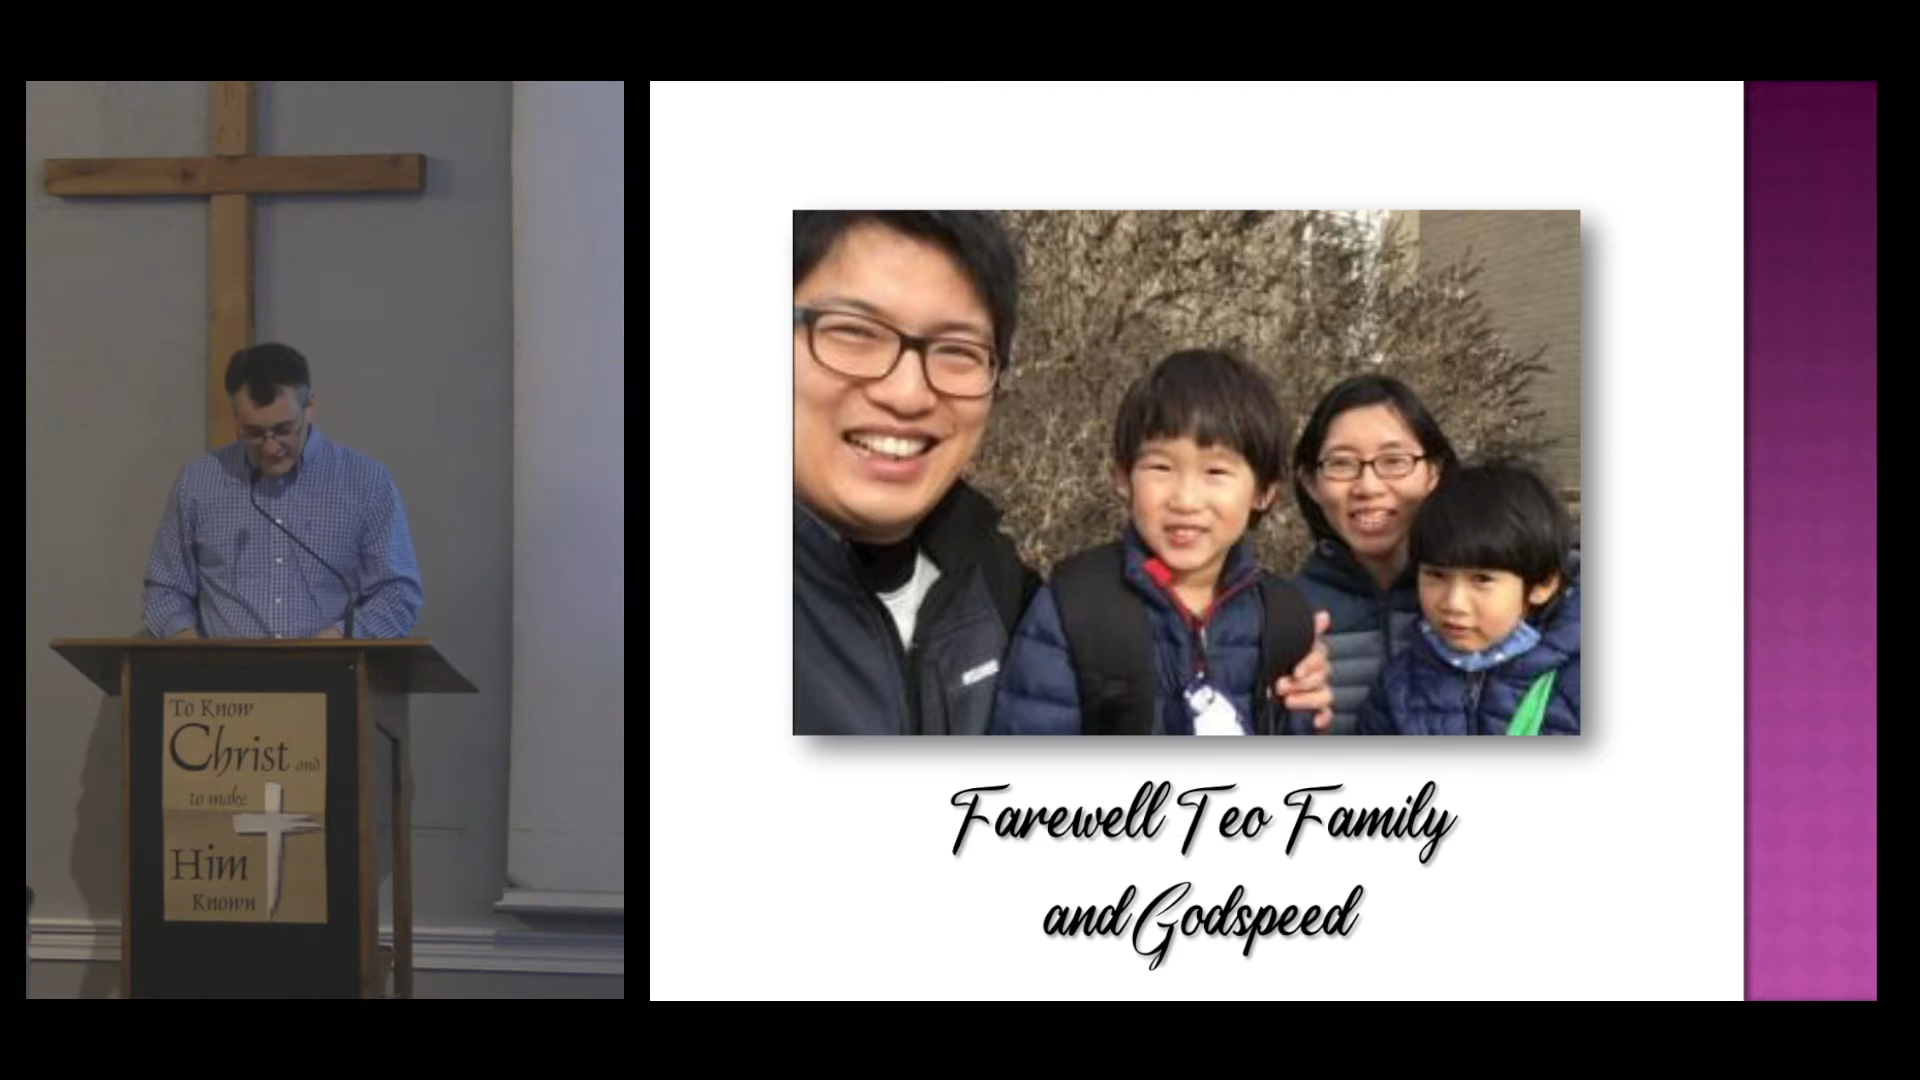 To Know
Christ and
to make
Him
Known
Farewell Teo Family
and Godspeed